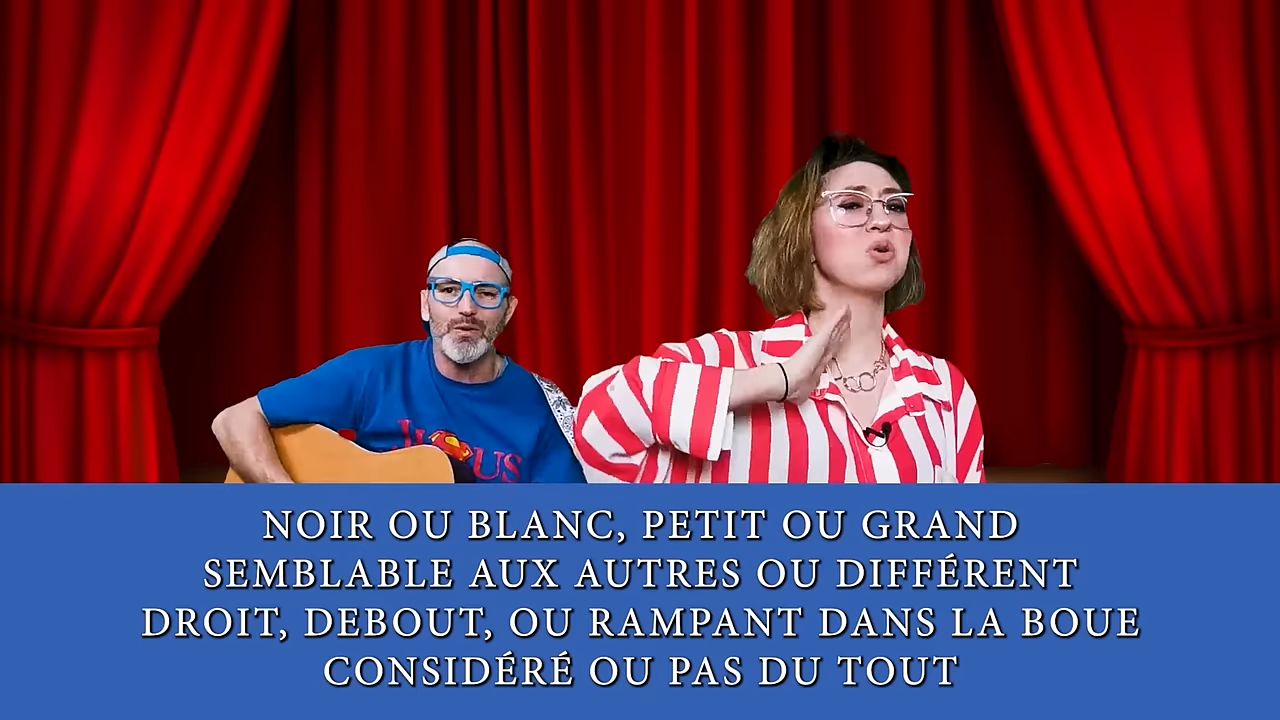 JESUS
NOIR OU BLANC, PETIT OU GRAND
SEMBLABLE AUX AUTRES OU DIFFÉRENT
DROIT, DEBOUT, OU RAMPANT DANS LA BOUE
CONSIDÉRÉ OU PAS DU TOUT